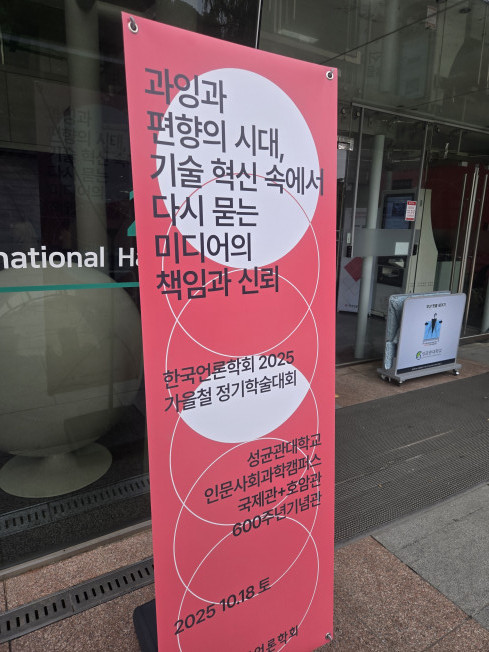 과잉과
편향의 시대,
기술 혁신 속에서
다시 묻는
미디어의
책임과 신뢰
한국언론학회 2025
가을철 정기학술대회
성균관대학교
인문사회과학캠퍼스
국제관+호암관
600주년기념관
2025 10.18 토
언론학회
national Ha